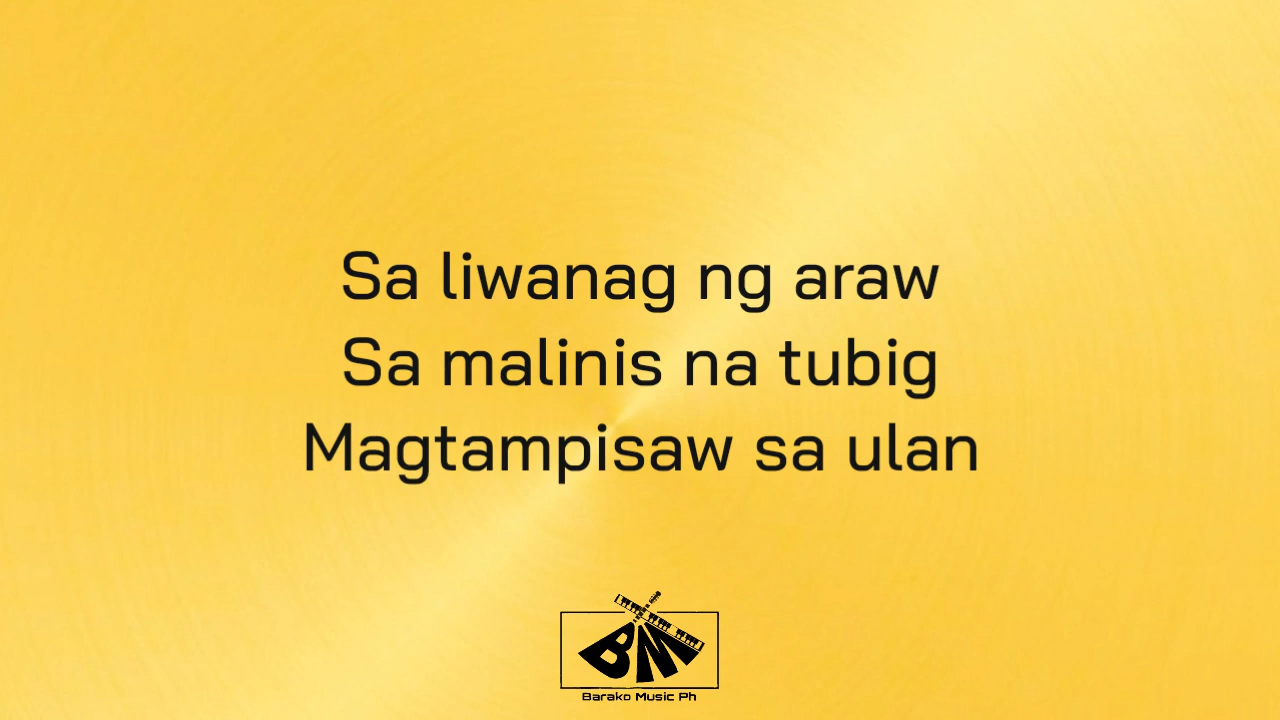 Sa liwanag ng araw
Sa malinis na tubig
Magtampisaw sa ulan
BM
Barako Music Ph